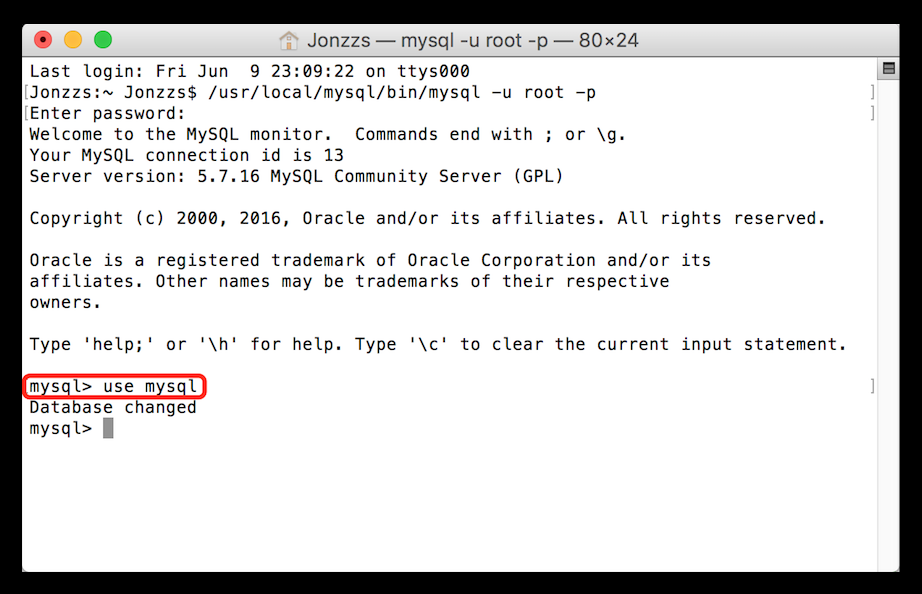 Jonzzs — mysql -u root -p — 80×24
Last login: Fri Jun  9 23:09:22 on ttys000
[Jonzzs:~ Jonzzs$ /usr/local/mysql/bin/mysql -u root -p ]
[Enter password: ]
Welcome to the MySQL monitor.  Commands end with ; or \g.
Your MySQL connection id is 13
Server version: 5.7.16 MySQL Community Server (GPL)
Copyright (c) 2000, 2016, Oracle and/or its affiliates. All rights reserved.
Oracle is a registered trademark of Oracle Corporation and/or its
affiliates. Other names may be trademarks of their respective
owners.
Type 'help;' or '\h' for help. Type '\c' to clear the current input statement.
mysql> use mysql ]
Database changed
mysql>